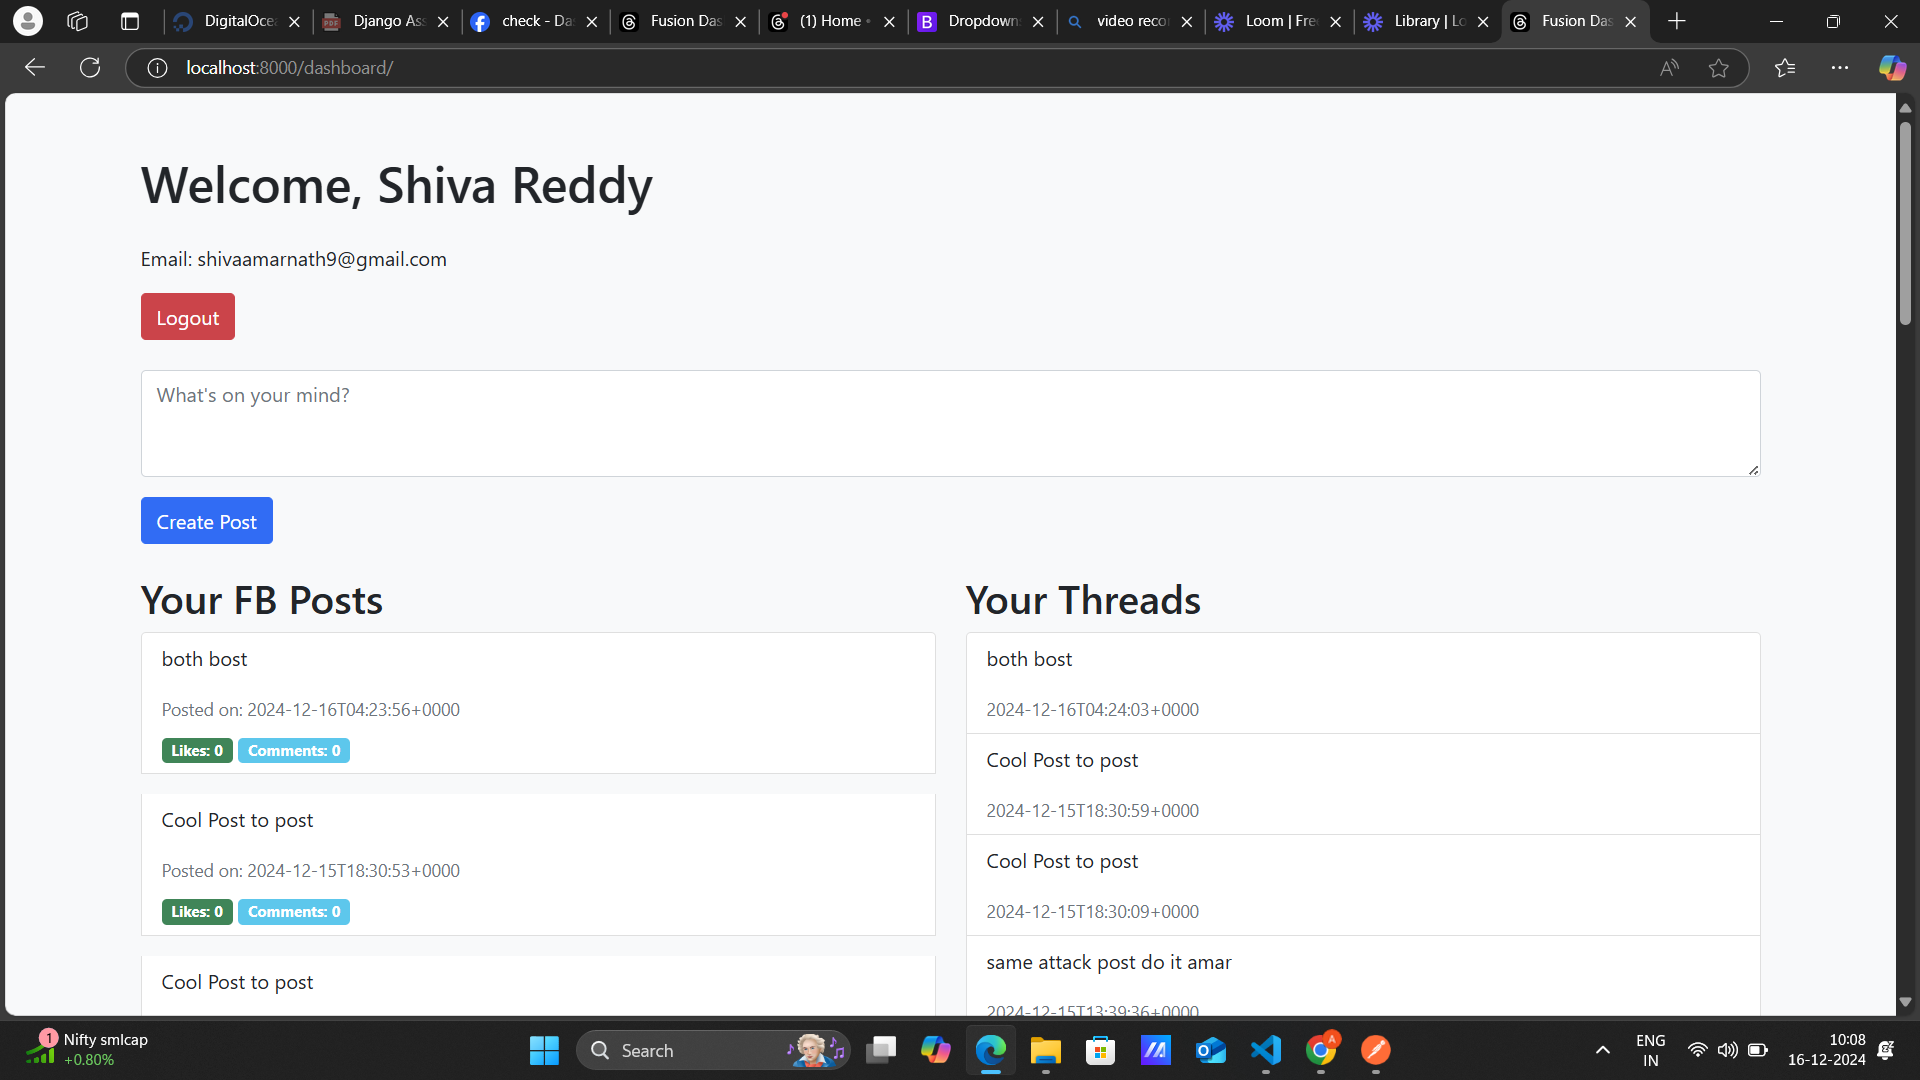 DigitalOce
Django Ass
check - Das
Fusion Das
(1) Home •
Dropdown
video recor
Loom | Free
Library | Lo
Fusion Das
localhost:8000/dashboard/
Welcome, Shiva Reddy
Email: shivaamarnath9@gmail.com
Logout
What's on your mind?
Create Post
Your FB Posts
both bost
Posted on: 2024-12-16T04:23:56+0000
Likes: 0 Comments: 0
Cool Post to post
Posted on: 2024-12-15T18:30:53+0000
Likes: 0 Comments: 0
Cool Post to post
Your Threads
both bost
2024-12-16T04:24:03+0000
Cool Post to post
2024-12-15T18:30:59+0000
Cool Post to post
2024-12-15T18:30:09+0000
same attack post do it amar
2024-12-15T13:39:36+0000
1
Nifty smlcap
+0.80%
Search
A
ENG
IN
10:08
16-12-2024